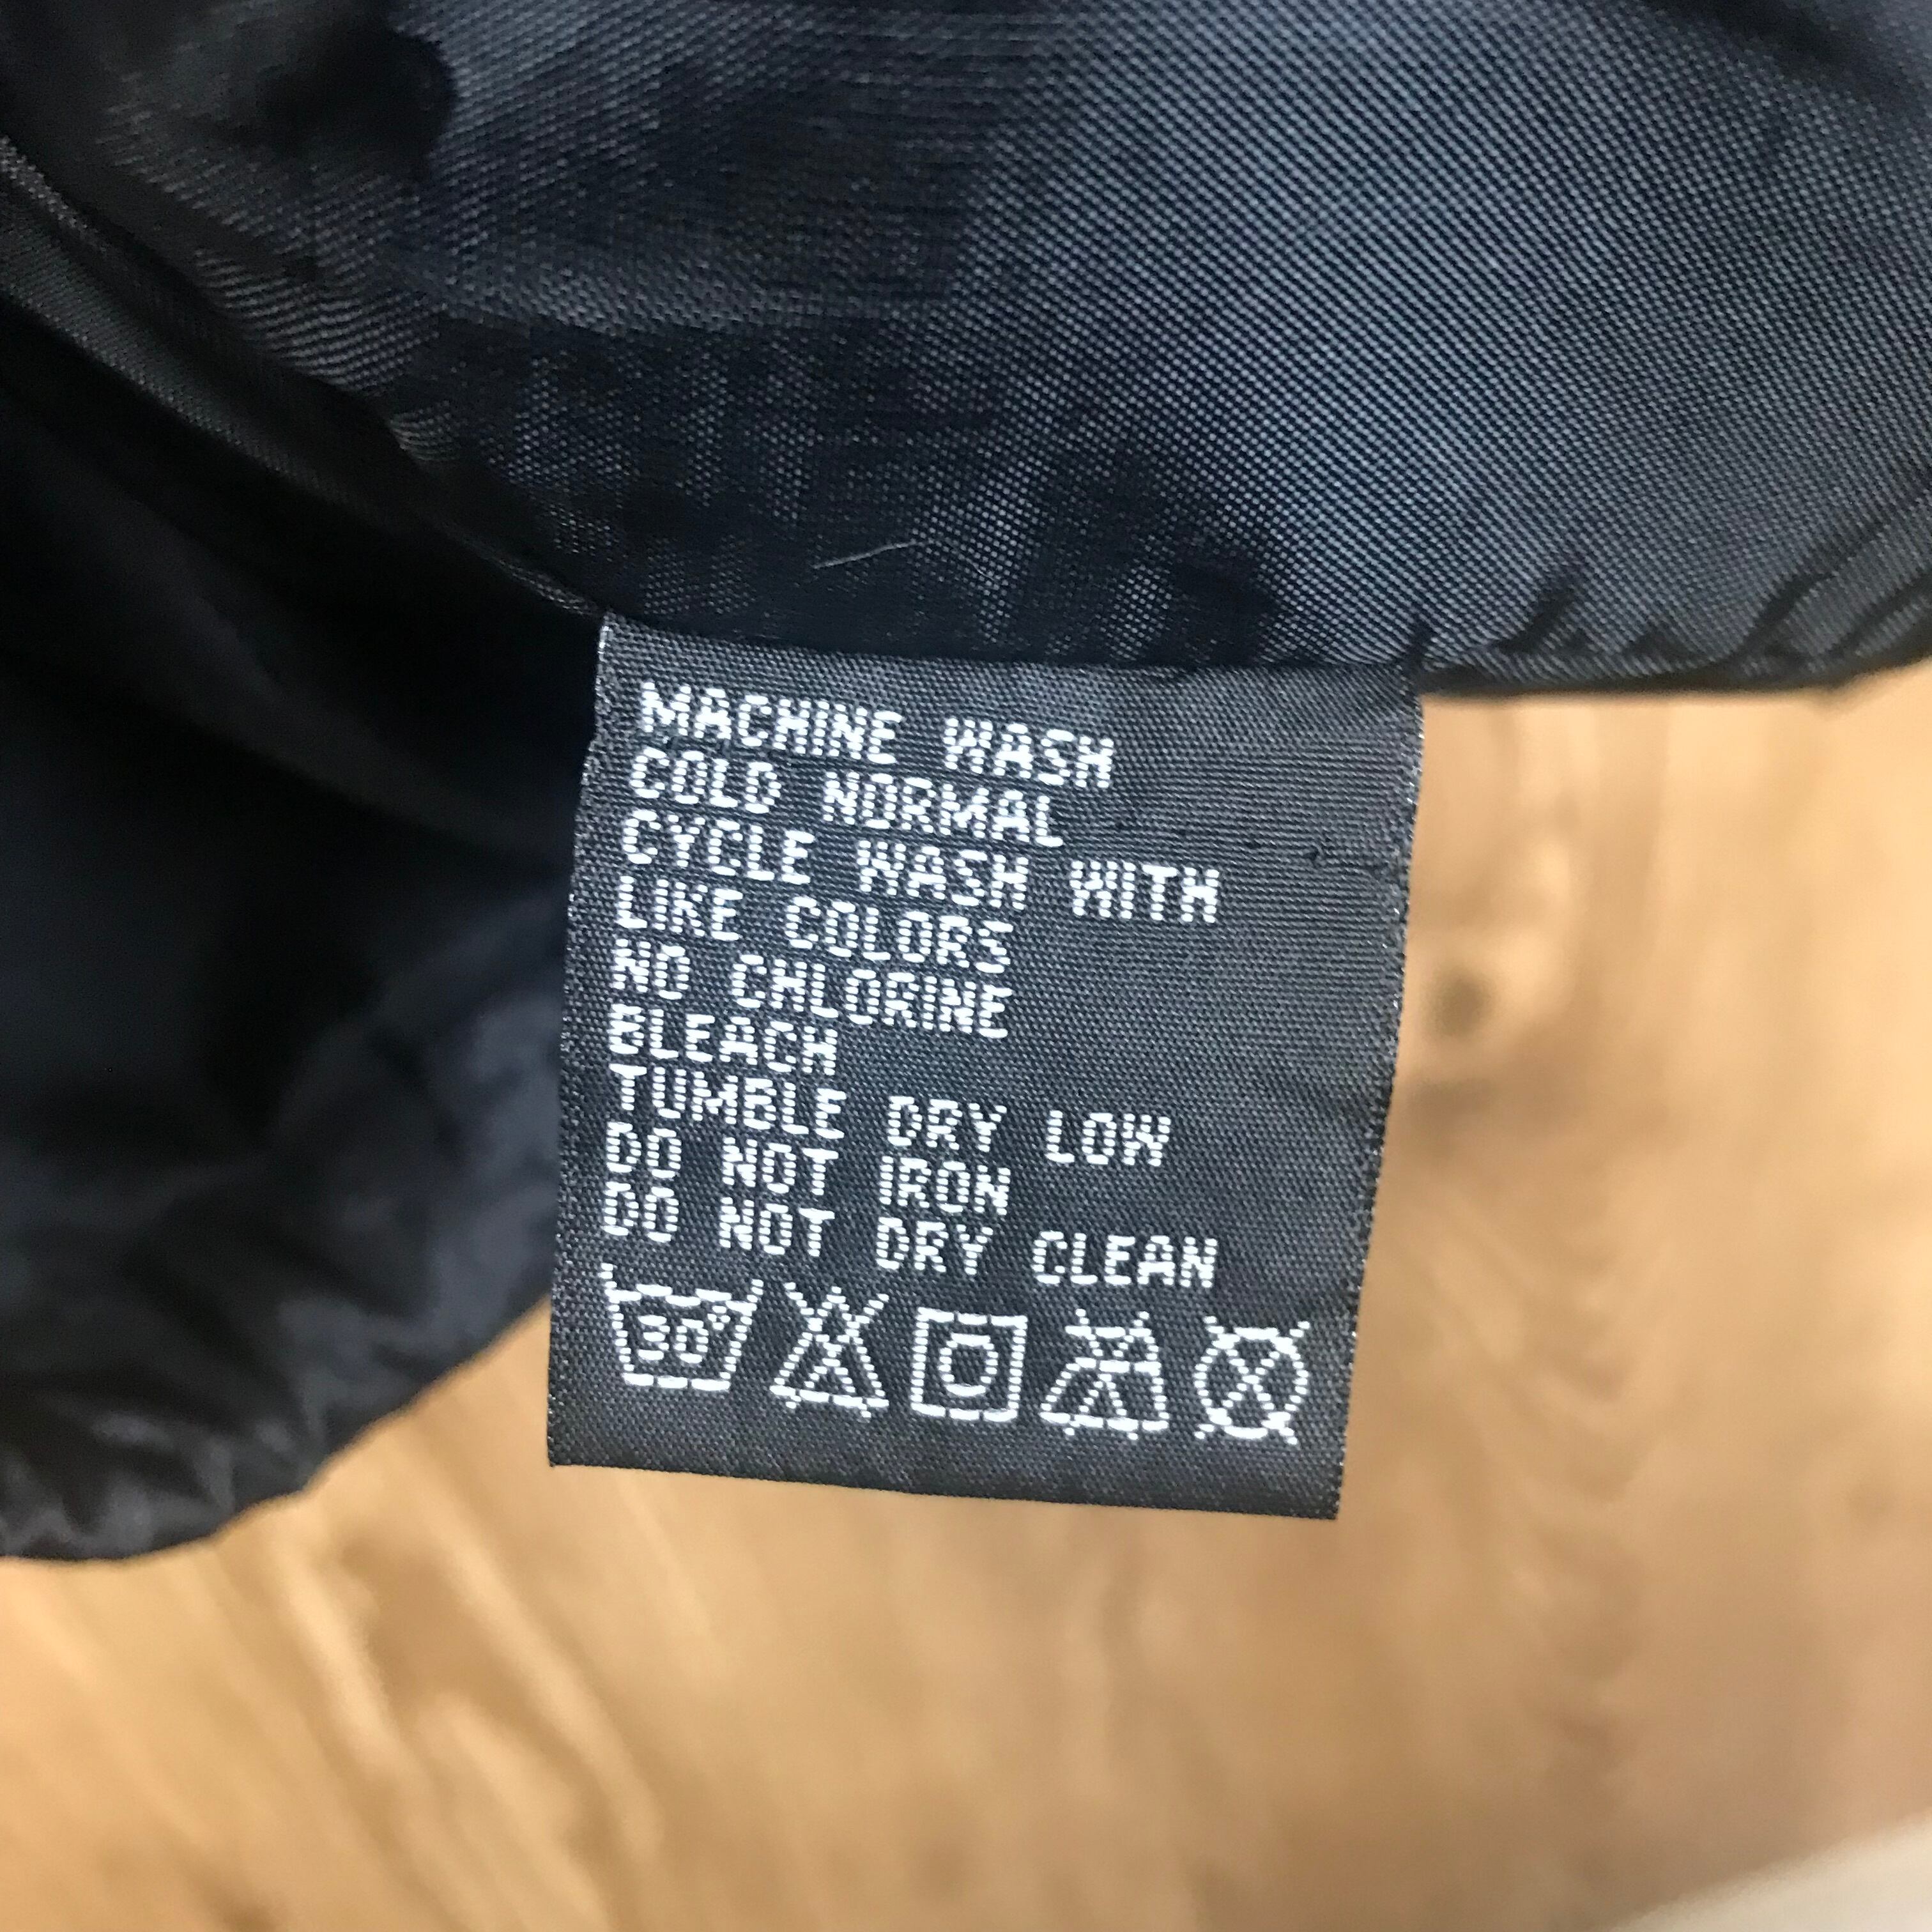 MACHINE WASH
COLD NORMAL
CYCLE WASH WITH
LIKE COLORS
NO CHLORINE
BLEACH
TUMBLE DRY LOW
DO NOT IRON
DO NOT DRY CLEAN
30°